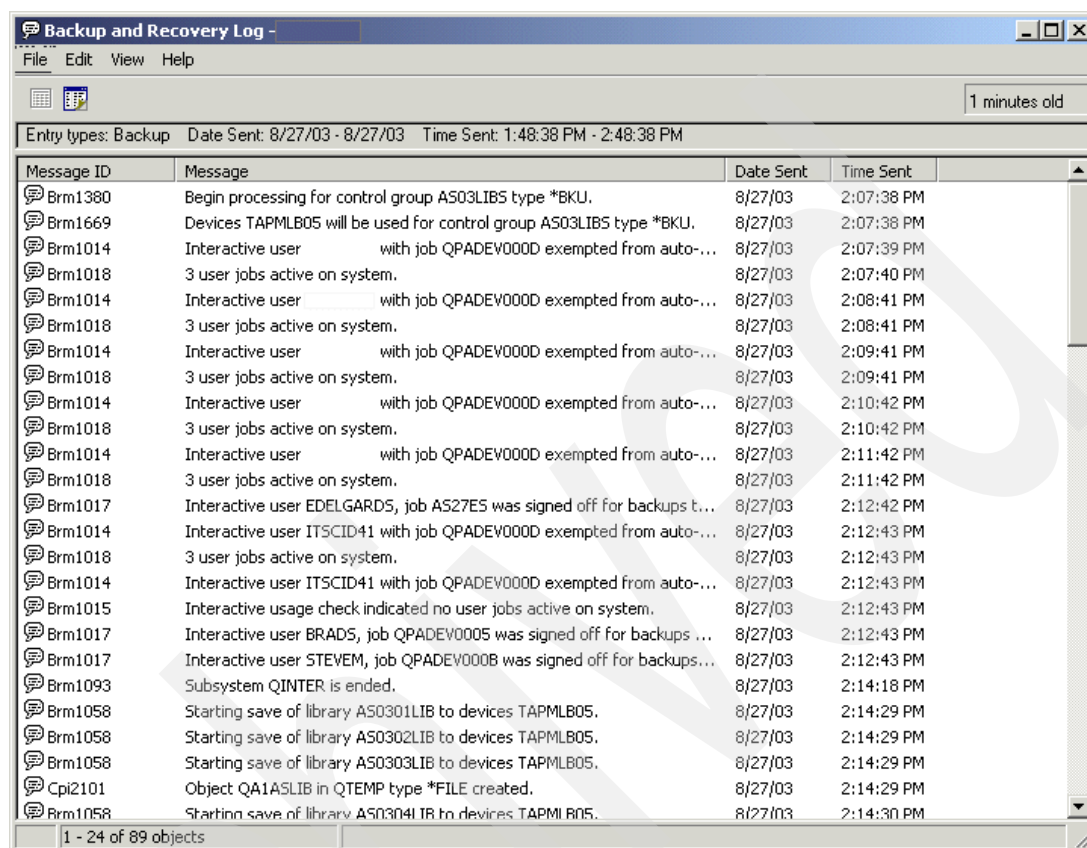 Backup and Recovery Log -
File Edit View Help
1 minutes old
Entry types: Backup Date Sent: 8/27/03 - 8/27/03 Time Sent: 1:48:38 PM - 2:48:38 PM
Message ID Message Date Sent Time Sent
Brm1380 Begin processing for control group AS03LIBS type *BKU. 8/27/03 2:07:38 PM
Brm1669 Devices TAPMLB05 will be used for control group AS03LIBS type *BKU. 8/27/03 2:07:38 PM
Brm1014 Interactive user with job QPADEV000D exempted from auto-... 8/27/03 2:07:39 PM
Brm1018 3 user jobs active on system. 8/27/03 2:07:40 PM
Brm1014 Interactive user with job QPADEV000D exempted from auto-... 8/27/03 2:08:41 PM
Brm1018 3 user jobs active on system. 8/27/03 2:08:41 PM
Brm1014 Interactive user with job QPADEV000D exempted from auto-... 8/27/03 2:09:41 PM
Brm1018 3 user jobs active on system. 8/27/03 2:09:41 PM
Brm1014 Interactive user with job QPADEV000D exempted from auto-... 8/27/03 2:10:42 PM
Brm1018 3 user jobs active on system. 8/27/03 2:10:42 PM
Brm1014 Interactive user with job QPADEV000D exempted from auto-... 8/27/03 2:11:42 PM
Brm1018 3 user jobs active on system. 8/27/03 2:11:42 PM
Brm1017 Interactive user EDELGARDS, job AS27ES was signed off for backups t... 8/27/03 2:12:42 PM
Brm1014 Interactive user ITSCID41 with job QPADEV000D exempted from auto-... 8/27/03 2:12:43 PM
Brm1018 3 user jobs active on system. 8/27/03 2:12:43 PM
Brm1014 Interactive user ITSCID41 with job QPADEV000D exempted from auto-... 8/27/03 2:12:43 PM
Brm1015 Interactive usage check indicated no user jobs active on system. 8/27/03 2:12:43 PM
Brm1017 Interactive user BRADS, job QPADEV0005 was signed off for backups ... 8/27/03 2:12:43 PM
Brm1017 Interactive user STEVEM, job QPADEV000B was signed off for backups... 8/27/03 2:12:43 PM
Brm1093 Subsystem QINTER is ended. 8/27/03 2:14:18 PM
Brm1058 Starting save of library AS0301LIB to devices TAPMLB05. 8/27/03 2:14:29 PM
Brm1058 Starting save of library AS0302LIB to devices TAPMLB05. 8/27/03 2:14:29 PM
Brm1058 Starting save of library AS0303LIB to devices TAPMLB05. 8/27/03 2:14:29 PM
Cpi2101 Object QA1ASLIB in QTEMP type *FILE created. 8/27/03 2:14:29 PM
Brm1058 Starting save of library AS0304LIB to devices TAPMLB05. 8/27/03 2:14:30 PM
1 - 24 of 89 objects